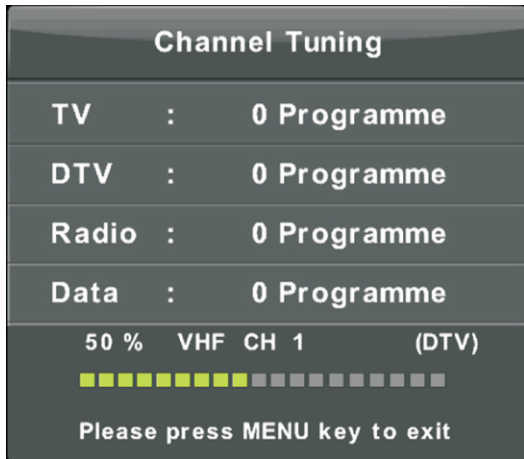 Channel Tuning
TV : 0 Programme
DTV : 0 Programme
Radio : 0 Programme
Data : 0 Programme
50 % VHF CH 1 (DTV)
Please press MENU key to exit